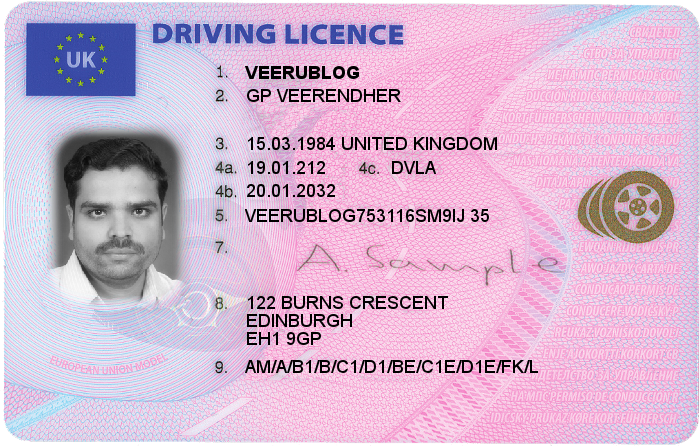 DRIVING LICENCE
UK
1. VEERUBLOG
2. GP VEERENDHER
3. 15.03.1984 UNITED KINGDOM
4a. 19.01.212 4c. DVLA
4b. 20.01.2032
5. VEERUBLOG753116SM9IJ 35
7. A. Sample
8. 122 BURNS CRESCENT
EDINBURGH
EH1 9GP
9. AM/A/B1/B/C1/D1/BE/C1E/D1E/FK/L
EUROPEAN UNION MODEL